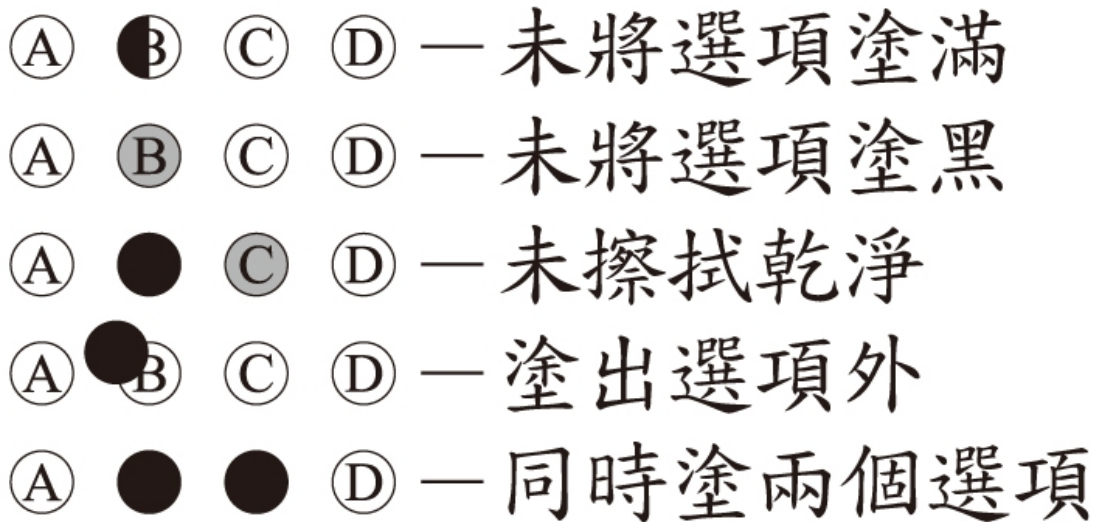 Ⓐ Ⓑ Ⓒ Ⓓ — 未將選項塗滿
Ⓐ Ⓑ Ⓒ Ⓓ — 未將選項塗黑
Ⓐ ● Ⓒ Ⓓ — 未擦拭乾淨
Ⓐ Ⓑ Ⓒ Ⓓ — 塗出選項外
Ⓐ ● ● Ⓓ — 同時塗兩個選項